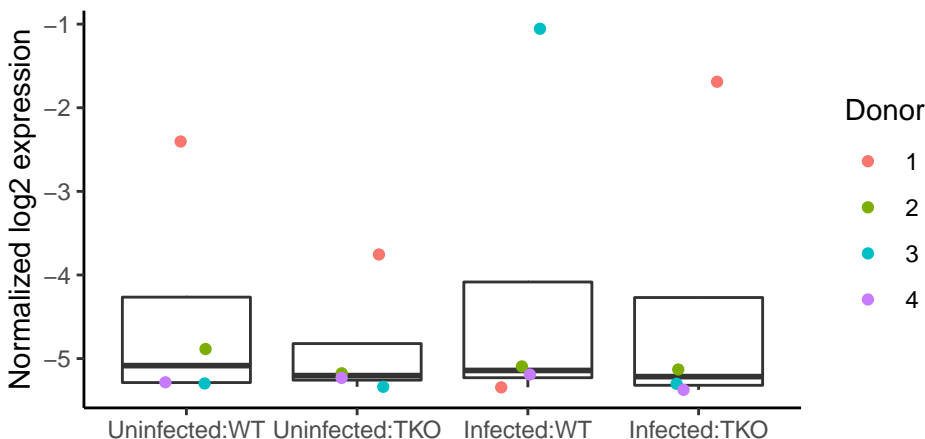 Normalized log2 expression
−1
−2
−3
−4
−5
Uninfected:WT
Uninfected:TKO
Infected:WT
Infected:TKO
Donor
1
2
3
4